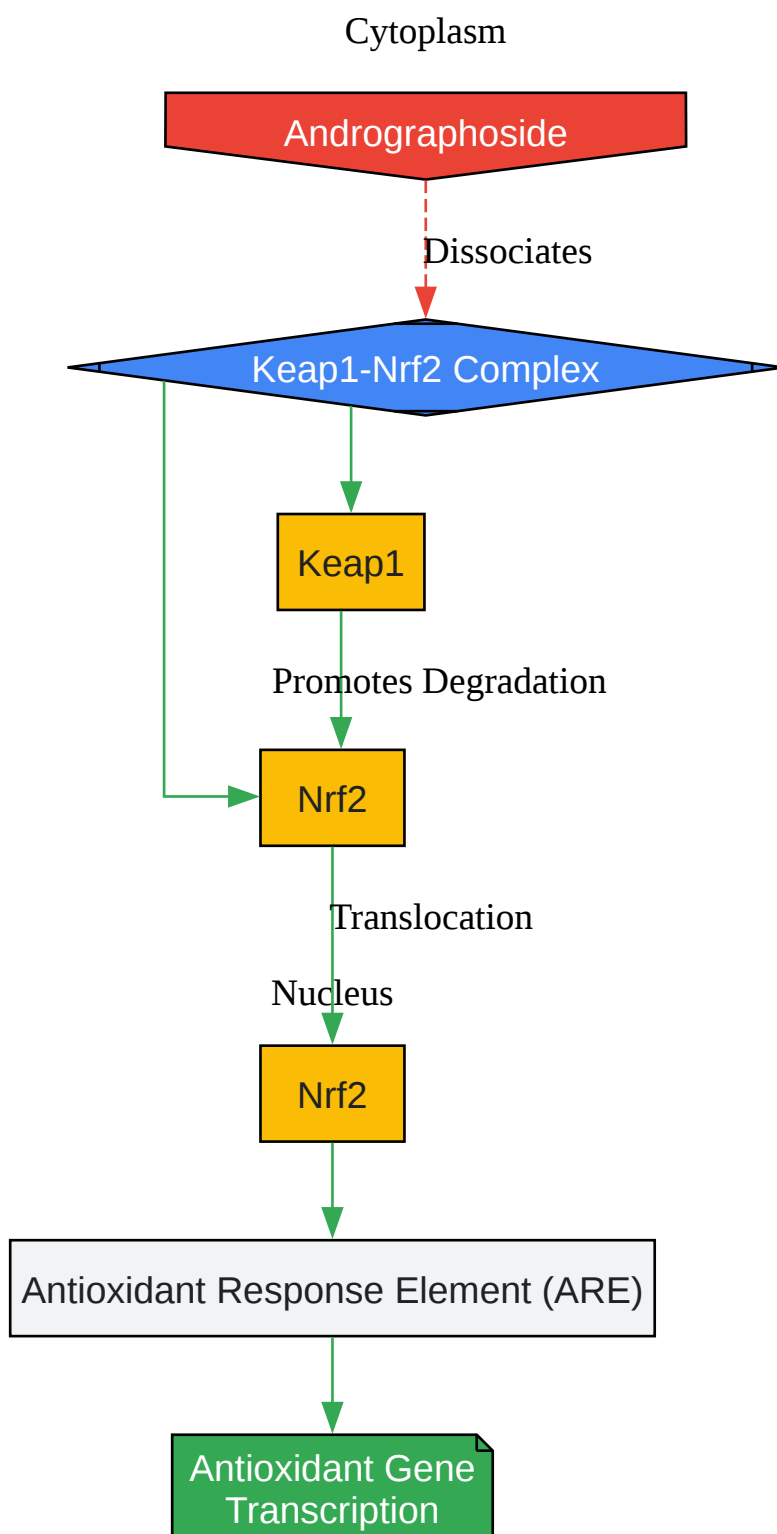 Cytoplasm
Andrographoside
Dissociates
Keap1-Nrf2 Complex
Keap1
Promotes Degradation
Nrf2
Translocation
Nucleus
Nrf2
Antioxidant Response Element (ARE)
Antioxidant Gene
Transcription